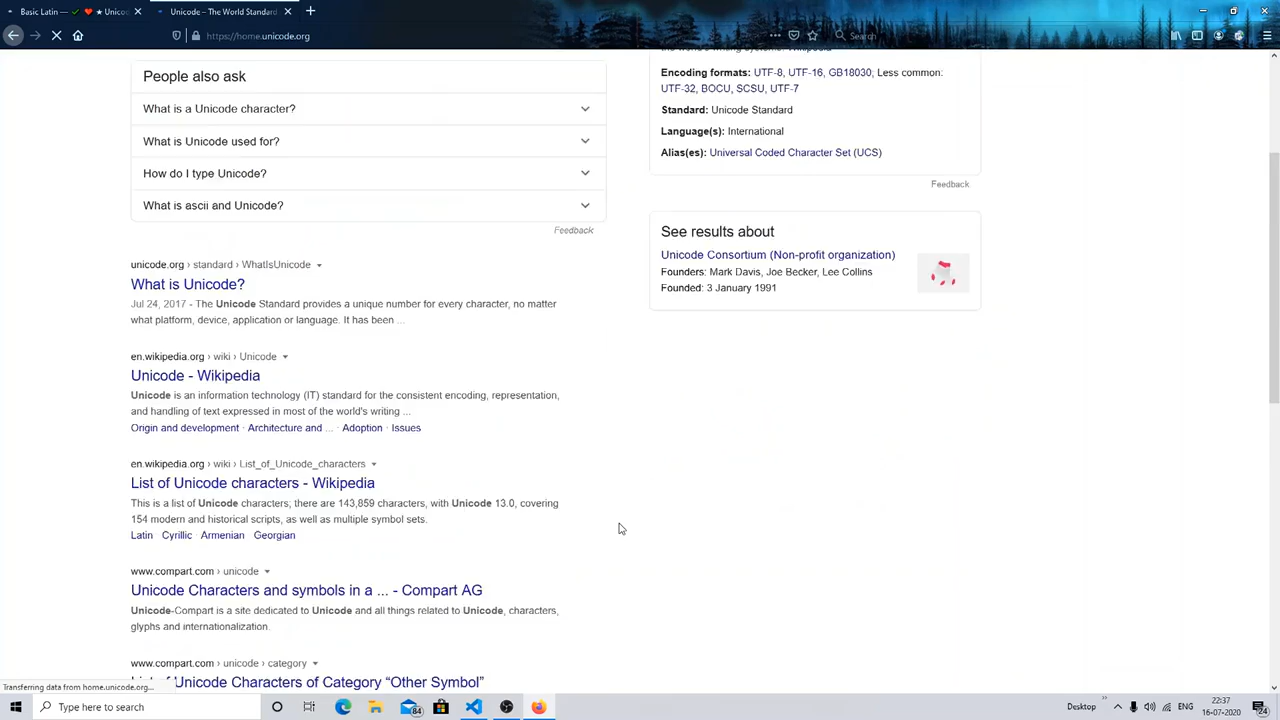 Basic Latin — ✓ ❤ ★ Unico
Unicode – The World Standard
https://home.unicode.org
Search
People also ask
What is a Unicode character?
What is Unicode used for?
How do I type Unicode?
What is ascii and Unicode?
Feedback
unicode.org › standard › WhatIsUnicode
What is Unicode?
Jul 24, 2017 - The Unicode Standard provides a unique number for every character, no matter
what platform, device, application or language. It has been ...
en.wikipedia.org › wiki › Unicode
Unicode - Wikipedia
Unicode is an information technology (IT) standard for the consistent encoding, representation,
and handling of text expressed in most of the world's writing ...
Origin and development · Architecture and ... · Adoption · Issues
en.wikipedia.org › wiki › List_of_Unicode_characters
List of Unicode characters - Wikipedia
This is a list of Unicode characters; there are 143,859 characters, with Unicode 13.0, covering
154 modern and historical scripts, as well as multiple symbol sets.
Latin Cyrillic Armenian Georgian
www.compart.com › unicode
Unicode Characters and symbols in a ... - Compart AG
Unicode-Compart is a site dedicated to Unicode and all things related to Unicode, characters,
glyphs and internationalization.
www.compart.com › unicode › category
List of Unicode Characters of Category “Other Symbol”
the world's writing systems. Wikipedia
Encoding formats: UTF-8, UTF-16, GB18030; Less common:
UTF-32, BOCU, SCSU, UTF-7
Standard: Unicode Standard
Language(s): International
Alias(es): Universal Coded Character Set (UCS)
Feedback
See results about
Unicode Consortium (Non-profit organization)
Founders: Mark Davis, Joe Becker, Lee Collins
Founded: 3 January 1991
Transferring data from home.unicode.org...
Type here to search
84
Desktop
ENG
22:37
16-07-2020
24